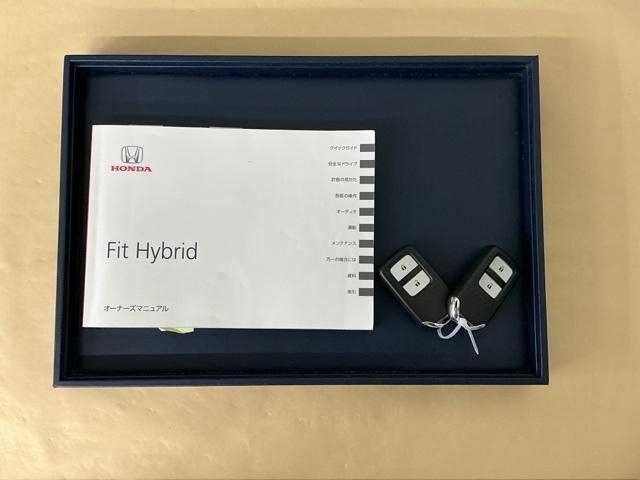 HONDA
Fit Hybrid
オーナーズマニュアル
クイックガイド
安全なドライブ
計器の見かた
各部の操作
オーディオ
運転
メンテナンス
万一の場合には
資料
索引